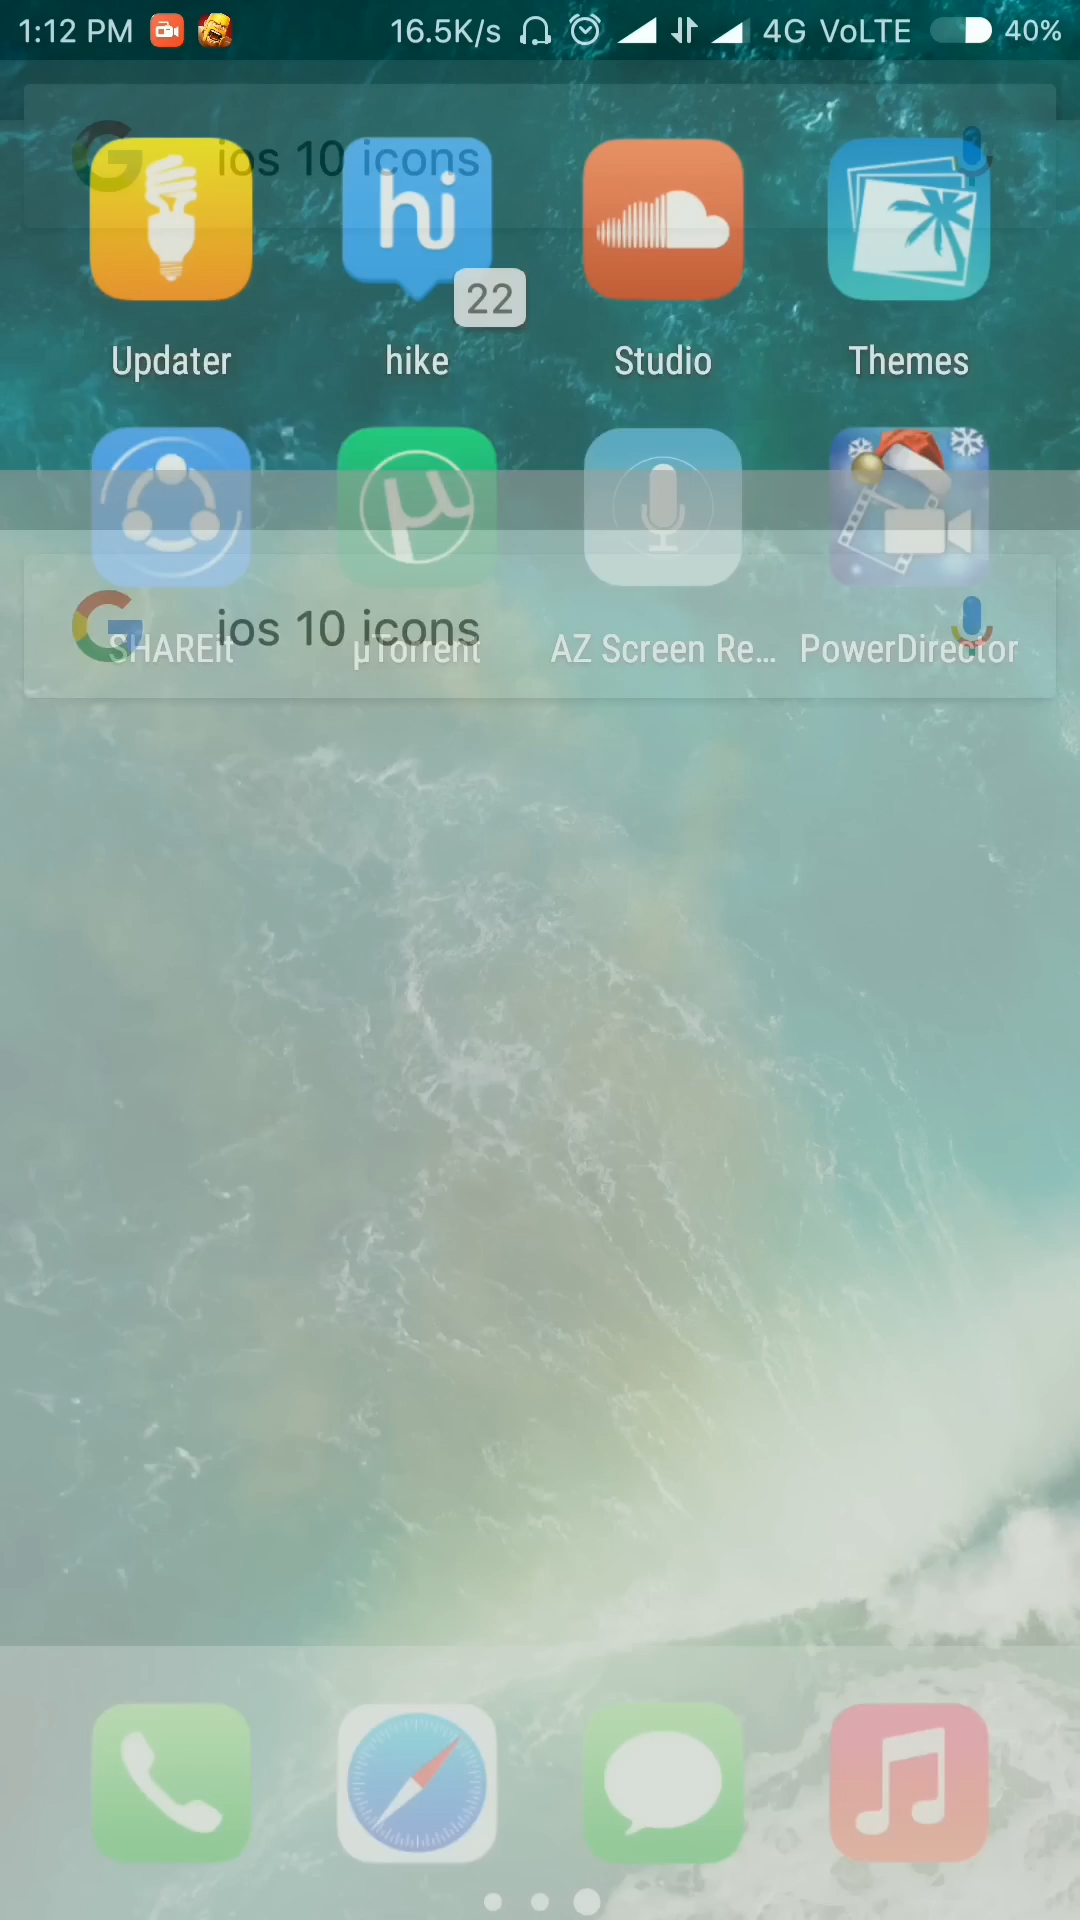 1:12 PM 16.5K/s 4G VoLTE 40%
ios 10 icons
hi
22
Updater hike Studio Themes
µ
ios 10 icons
SHAREit µTorrent AZ Screen Re... PowerDirector